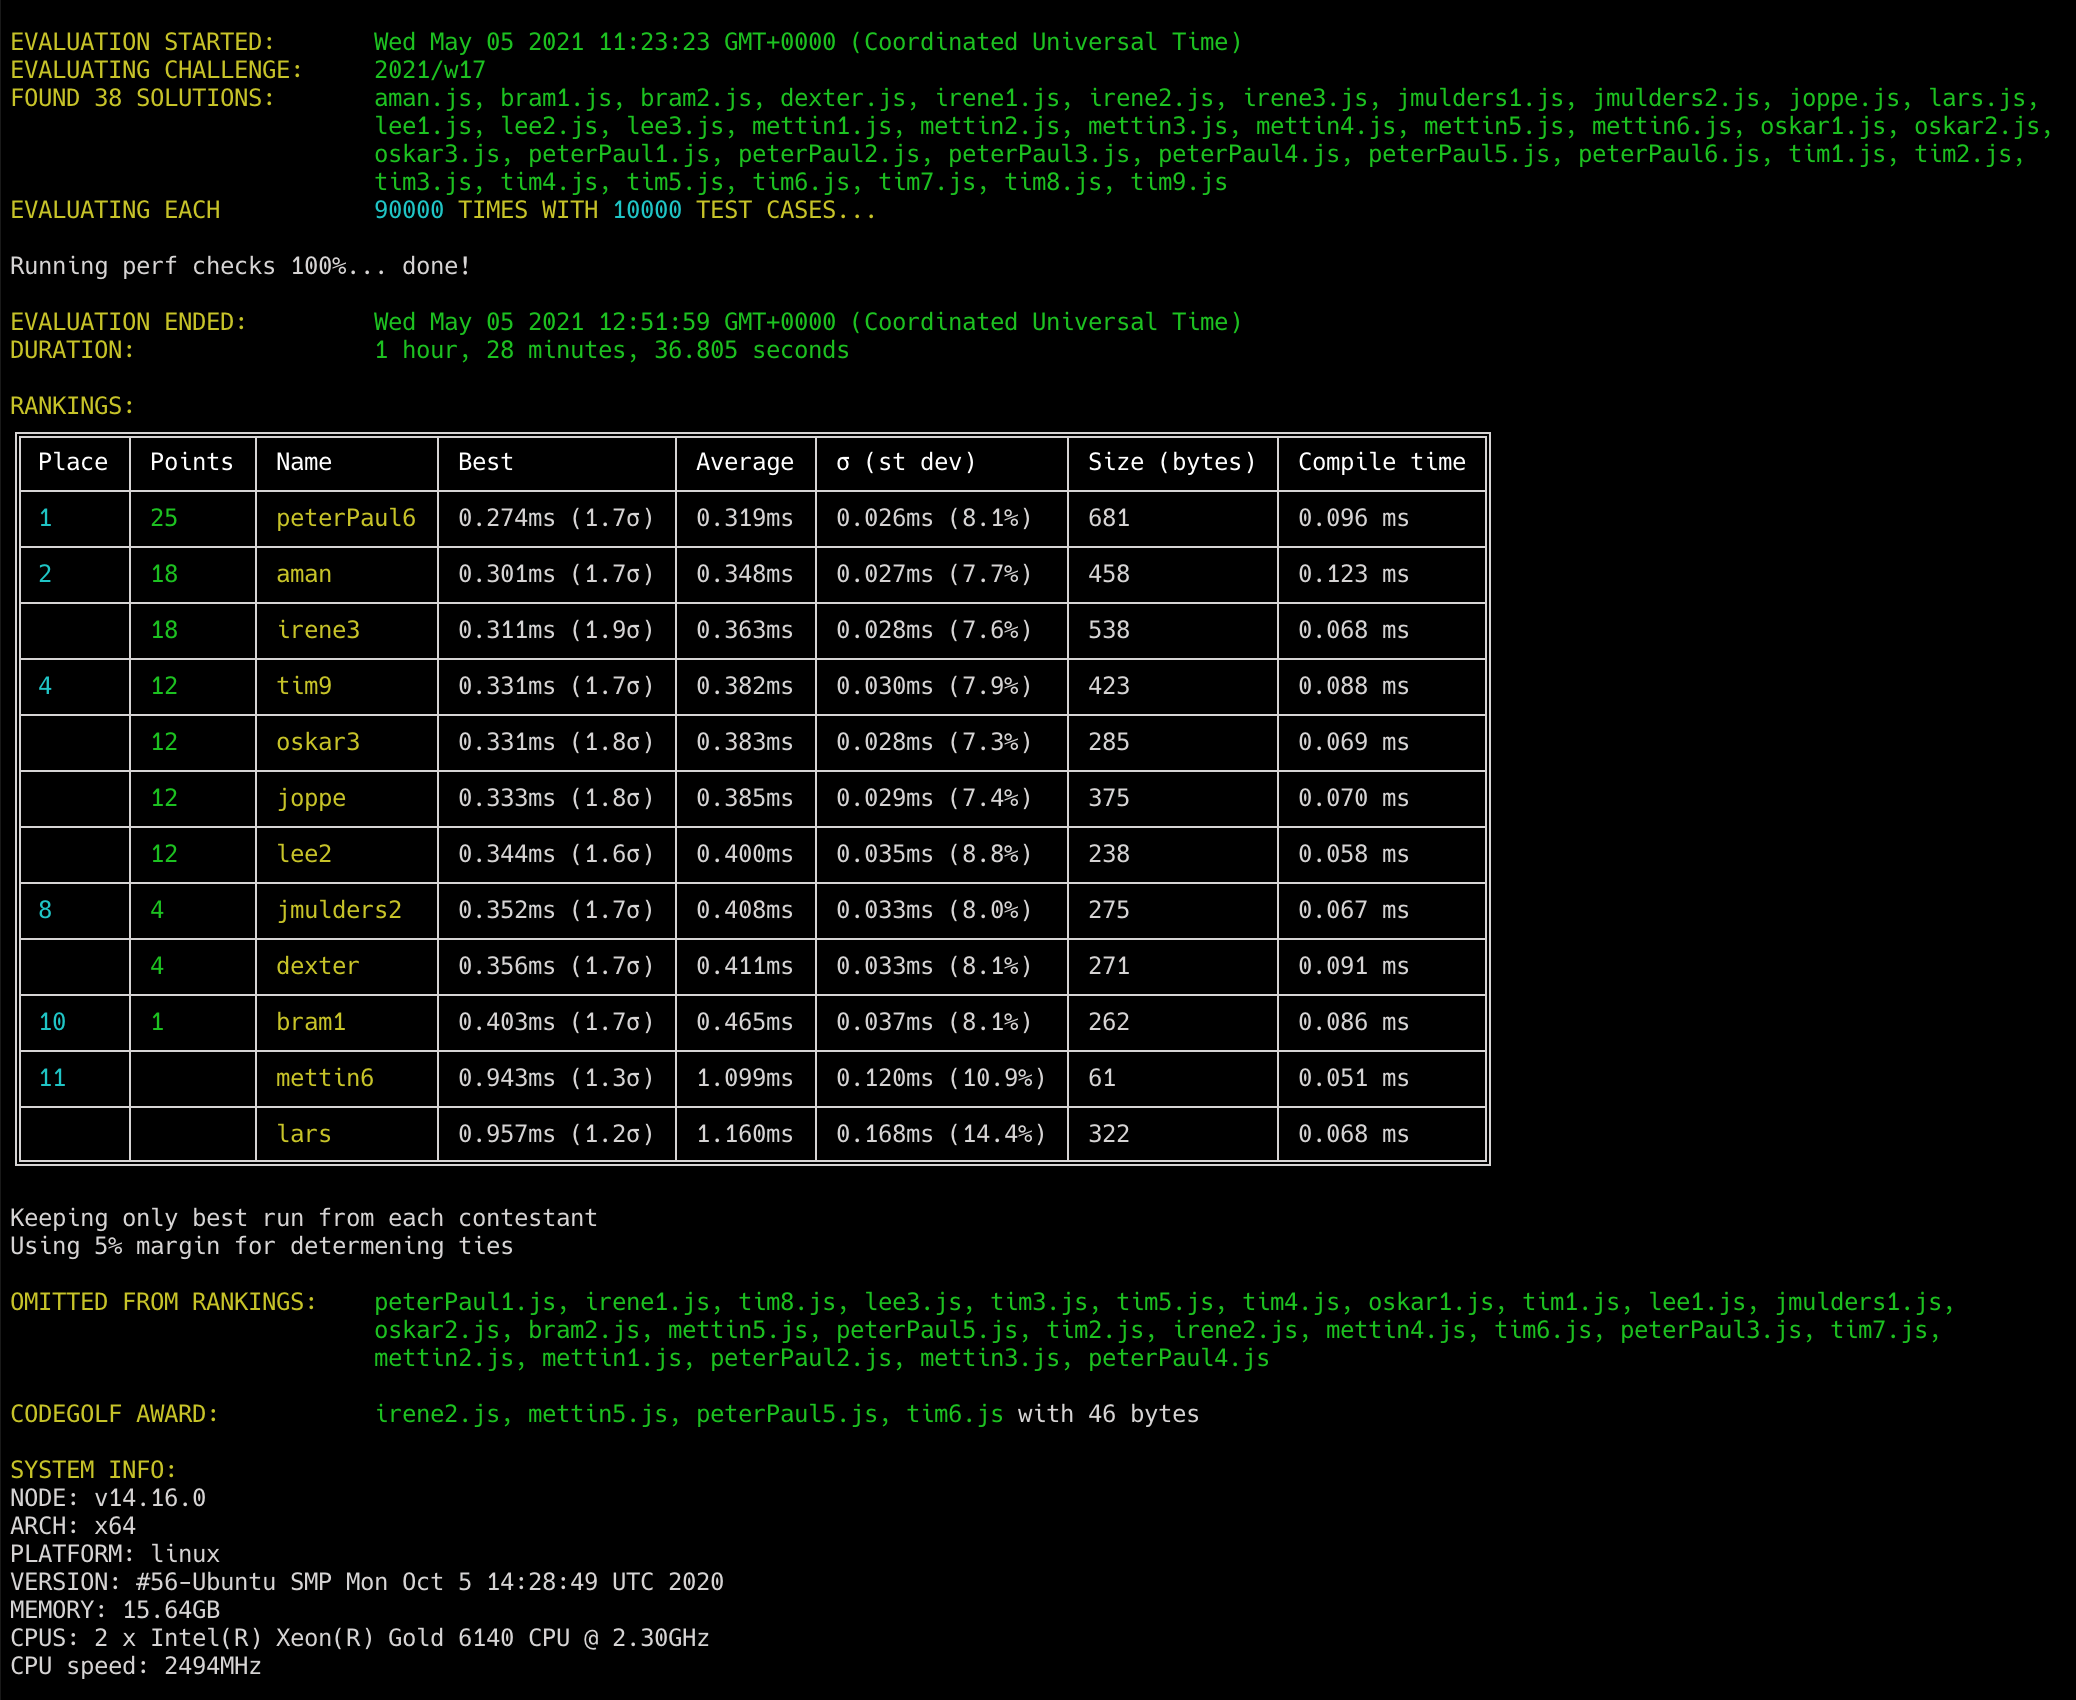 EVALUATION STARTED: Wed May 05 2021 11:23:23 GMT+0000 (Coordinated Universal Time)
EVALUATING CHALLENGE: 2021/w17
FOUND 38 SOLUTIONS: aman.js, bram1.js, bram2.js, dexter.js, irene1.js, irene2.js, irene3.js, jmulders1.js, jmulders2.js, joppe.js, lars.js,
lee1.js, lee2.js, lee3.js, mettin1.js, mettin2.js, mettin3.js, mettin4.js, mettin5.js, mettin6.js, oskar1.js, oskar2.js,
oskar3.js, peterPaul1.js, peterPaul2.js, peterPaul3.js, peterPaul4.js, peterPaul5.js, peterPaul6.js, tim1.js, tim2.js,
tim3.js, tim4.js, tim5.js, tim6.js, tim7.js, tim8.js, tim9.js
EVALUATING EACH 90000 TIMES WITH 10000 TEST CASES...
Running perf checks 100%... done!
EVALUATION ENDED: Wed May 05 2021 12:51:59 GMT+0000 (Coordinated Universal Time)
DURATION: 1 hour, 28 minutes, 36.805 seconds
RANKINGS:
Place Points Name Best Average σ (st dev) Size (bytes) Compile time
1 25 peterPaul6 0.274ms (1.7σ) 0.319ms 0.026ms (8.1%) 681 0.096 ms
2 18 aman 0.301ms (1.7σ) 0.348ms 0.027ms (7.7%) 458 0.123 ms
18 irene3 0.311ms (1.9σ) 0.363ms 0.028ms (7.6%) 538 0.068 ms
4 12 tim9 0.331ms (1.7σ) 0.382ms 0.030ms (7.9%) 423 0.088 ms
12 oskar3 0.331ms (1.8σ) 0.383ms 0.028ms (7.3%) 285 0.069 ms
12 joppe 0.333ms (1.8σ) 0.385ms 0.029ms (7.4%) 375 0.070 ms
12 lee2 0.344ms (1.6σ) 0.400ms 0.035ms (8.8%) 238 0.058 ms
8 4 jmulders2 0.352ms (1.7σ) 0.408ms 0.033ms (8.0%) 275 0.067 ms
4 dexter 0.356ms (1.7σ) 0.411ms 0.033ms (8.1%) 271 0.091 ms
10 1 bram1 0.403ms (1.7σ) 0.465ms 0.037ms (8.1%) 262 0.086 ms
11 mettin6 0.943ms (1.3σ) 1.099ms 0.120ms (10.9%) 61 0.051 ms
lars 0.957ms (1.2σ) 1.160ms 0.168ms (14.4%) 322 0.068 ms
Keeping only best run from each contestant
Using 5% margin for determening ties
OMITTED FROM RANKINGS: peterPaul1.js, irene1.js, tim8.js, lee3.js, tim3.js, tim5.js, tim4.js, oskar1.js, tim1.js, lee1.js, jmulders1.js,
oskar2.js, bram2.js, mettin5.js, peterPaul5.js, tim2.js, irene2.js, mettin4.js, tim6.js, peterPaul3.js, tim7.js,
mettin2.js, mettin1.js, peterPaul2.js, mettin3.js, peterPaul4.js
CODEGOLF AWARD: irene2.js, mettin5.js, peterPaul5.js, tim6.js with 46 bytes
SYSTEM INFO:
NODE: v14.16.0
ARCH: x64
PLATFORM: linux
VERSION: #56-Ubuntu SMP Mon Oct 5 14:28:49 UTC 2020
MEMORY: 15.64GB
CPUS: 2 x Intel(R) Xeon(R) Gold 6140 CPU @ 2.30GHz
CPU speed: 2494MHz